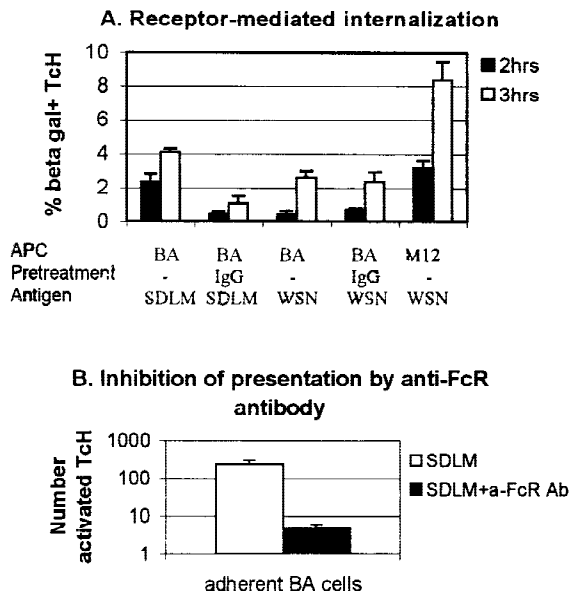 A. Receptor-mediated internalization
10
8
6
4
2
0
% beta gal+ TcH
2hrs
3hrs
APC BA BA BA BA M12
Pretreatment - IgG - IgG -
Antigen SDLM SDLM WSN WSN WSN
B. Inhibition of presentation by anti-FcR
antibody
1000
100
10
1
Number
activated TcH
SDLM
SDLM+a-FcR Ab
adherent BA cells